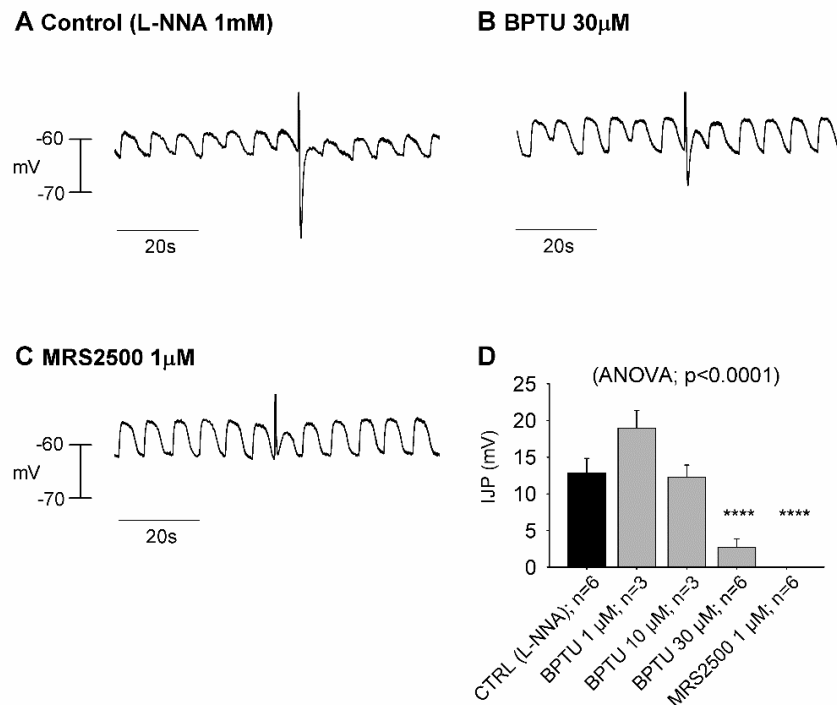 A Control (L-NNA 1mM)
-60
mV
-70
20s
B BPTU 30μM
20s
C MRS2500 1μM
-60
mV
-70
20s
D
(ANOVA; p<0.0001)
25
20
15
10
5
0
IJP (mV)
****
****
CTRL (L-NNA); n=6
BPTU 1 μM; n=3
BPTU 10 μM; n=3
BPTU 30 μM; n=6
MRS2500 1 μM; n=6